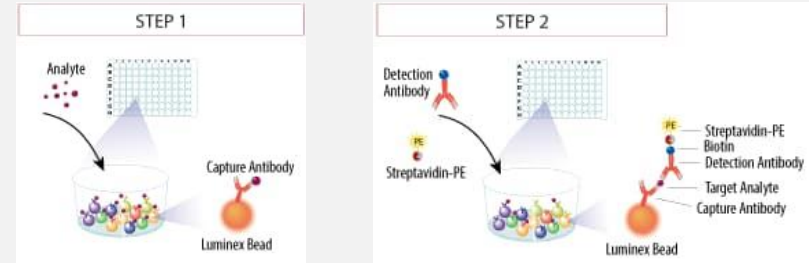 STEP 1
Analyte
Capture Antibody
Luminex Bead
STEP 2
Detection
Antibody
PE
Streptavidin-PE
PE
Streptavidin-PE
Biotin
Detection Antibody
Target Analyte
Capture Antibody
Luminex Bead